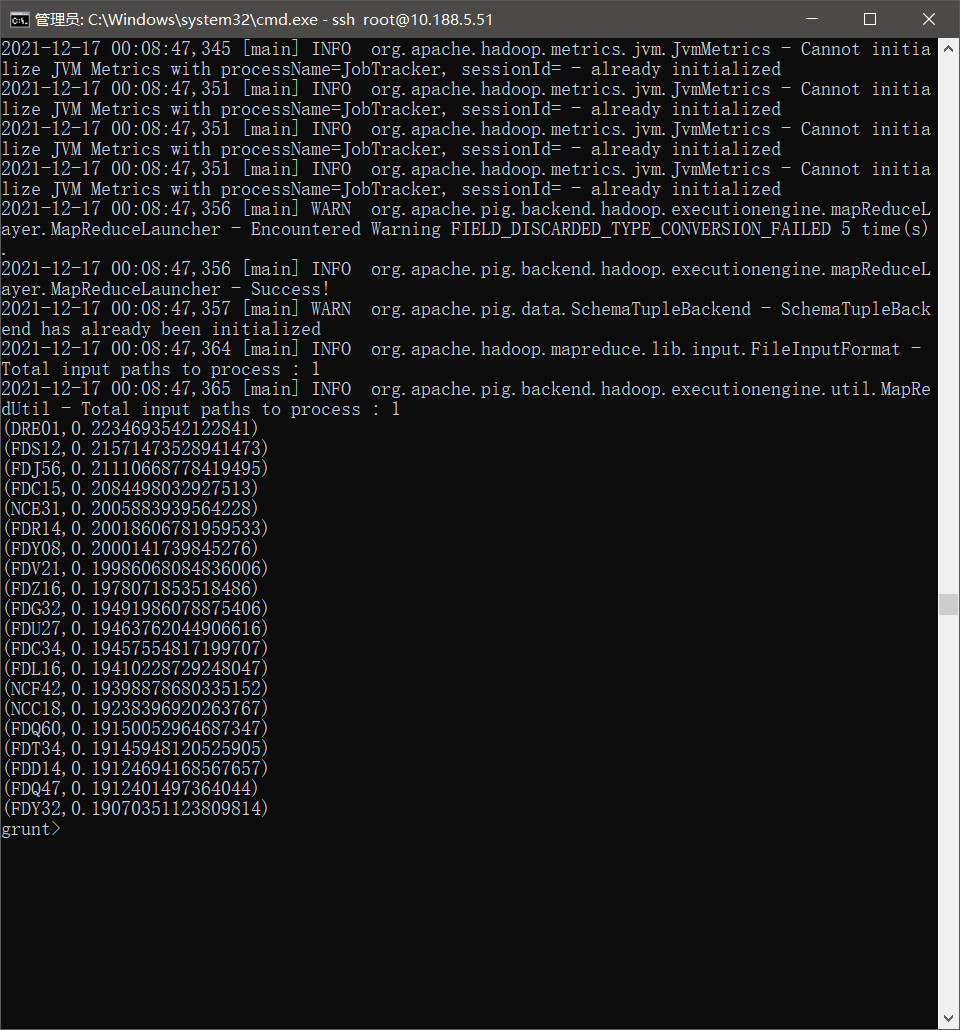 管理员: C:\Windows\system32\cmd.exe - ssh  root@10.188.5.51
2021-12-17 00:08:47,345 [main] INFO  org.apache.hadoop.metrics.jvm.JvmMetrics - Cannot initia
lize JVM Metrics with processName=JobTracker, sessionId= - already initialized
2021-12-17 00:08:47,351 [main] INFO  org.apache.hadoop.metrics.jvm.JvmMetrics - Cannot initia
lize JVM Metrics with processName=JobTracker, sessionId= - already initialized
2021-12-17 00:08:47,351 [main] INFO  org.apache.hadoop.metrics.jvm.JvmMetrics - Cannot initia
lize JVM Metrics with processName=JobTracker, sessionId= - already initialized
2021-12-17 00:08:47,351 [main] INFO  org.apache.hadoop.metrics.jvm.JvmMetrics - Cannot initia
lize JVM Metrics with processName=JobTracker, sessionId= - already initialized
2021-12-17 00:08:47,356 [main] WARN  org.apache.pig.backend.hadoop.executionengine.mapReduceL
ayer.MapReduceLauncher - Encountered Warning FIELD_DISCARDED_TYPE_CONVERSION_FAILED 5 time(s)
.
2021-12-17 00:08:47,356 [main] INFO  org.apache.pig.backend.hadoop.executionengine.mapReduceL
ayer.MapReduceLauncher - Success!
2021-12-17 00:08:47,357 [main] WARN  org.apache.pig.data.SchemaTupleBackend - SchemaTupleBack
end has already been initialized
2021-12-17 00:08:47,364 [main] INFO  org.apache.hadoop.mapreduce.lib.input.FileInputFormat -
Total input paths to process : 1
2021-12-17 00:08:47,365 [main] INFO  org.apache.pig.backend.hadoop.executionengine.util.MapRe
dUtil - Total input paths to process : 1
(DRE01,0.2234693542122841)
(FDS12,0.21571473528941473)
(FDJ56,0.21110668778419495)
(FDC15,0.2084498032927513)
(NCE31,0.2005883939564228)
(FDR14,0.20018606781959533)
(FDY08,0.2000141739845276)
(FDV21,0.19986068084836006)
(FDZ16,0.1978071853518486)
(FDG32,0.19491986078875406)
(FDU27,0.19463762044906616)
(FDC34,0.19457554817199707)
(FDL16,0.19410228729248047)
(NCF42,0.19398878680335152)
(NCC18,0.19238396920263767)
(FDQ60,0.19150052964687347)
(FDT34,0.19145948120525905)
(FDD14,0.19124694168567657)
(FDQ47,0.1912401497364044)
(FDY32,0.19070351123809814)
grunt>